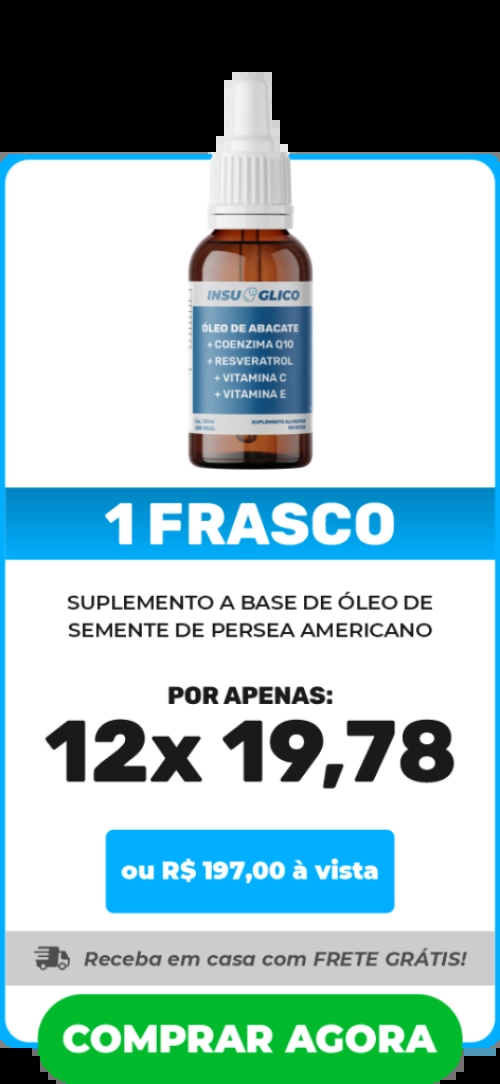 INSU GLICO
ÓLEO DE ABACATE
+ COENZIMA Q10
+ RESVERATROL
+ VITAMINA C
+ VITAMINA E
1 FRASCO
SUPLEMENTO A BASE DE ÓLEO DE
SEMENTE DE PERSEA AMERICANO
POR APENAS:
12x 19,78
ou R$ 197,00 à vista
Receba em casa com FRETE GRÁTIS!
COMPRAR AGORA